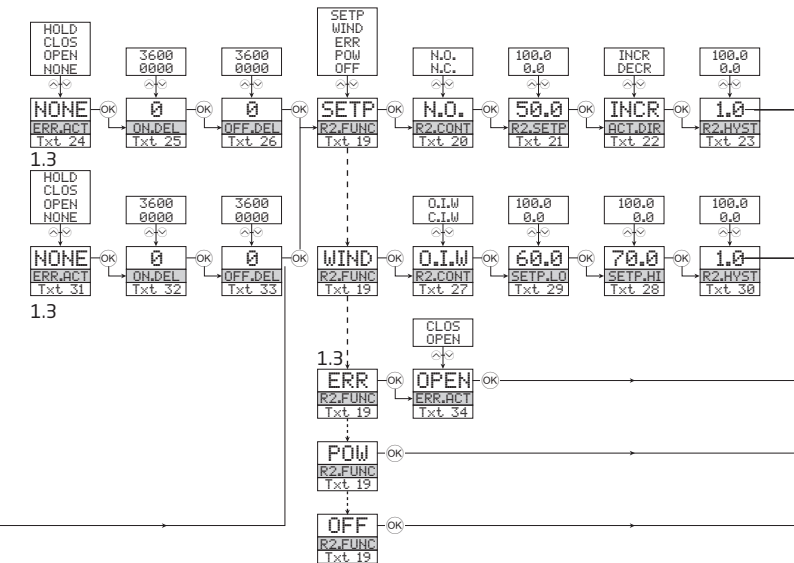 HOLD
CLOS
OPEN
NONE
3600
0000
3600
0000
SETP
WIND
ERR
POW
OFF
N.O.
N.C.
100.0
0.0
INCR
DECR
100.0
0.0
NONE OK 0 OK 0 OK SETP OK N.O. OK 50.0 OK INCR OK 1.0
ERR.ACT ON.DEL OFF.DEL R2.FUNC R2.CONT R2.SETP ACT.DIR R2.HYST
Txt 24 Txt 25 Txt 26 Txt 19 Txt 20 Txt 21 Txt 22 Txt 23
1.3
HOLD
CLOS
OPEN
NONE
3600
0000
3600
0000
O.I.W
C.I.W
100.0
0.0
100.0
0.0
100.0
0.0
NONE OK 0 OK 0 OK WIND OK O.I.W OK 60.0 OK 70.0 OK 1.0
ERR.ACT ON.DEL OFF.DEL R2.FUNC R2.CONT SETP.LO SETP.HI R2.HYST
Txt 31 Txt 32 Txt 33 Txt 19 Txt 27 Txt 29 Txt 28 Txt 30
1.3
CLOS
OPEN
1.3
ERR OK OPEN OK
R2.FUNC ERR.ACT
Txt 19 Txt 34
POW OK
R2.FUNC
Txt 19
OFF OK
R2.FUNC
Txt 19